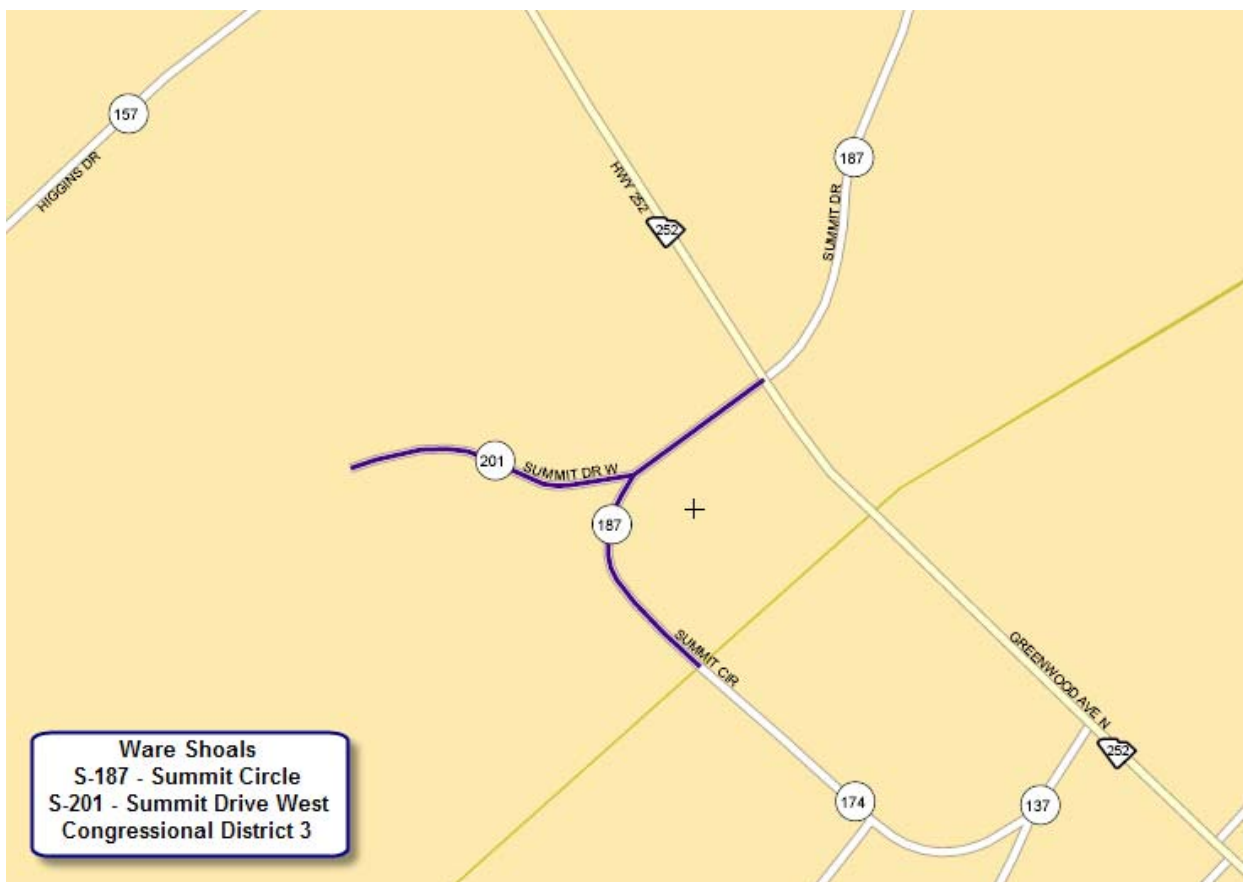 157
HIGGINS DR
HWY 252
252
187
SUMMIT DR
201
SUMMIT DR W
187
SUMMIT CIR
GREENWOOD AVE N
252
174
137
Ware Shoals
S-187 - Summit Circle
S-201 - Summit Drive West
Congressional District 3